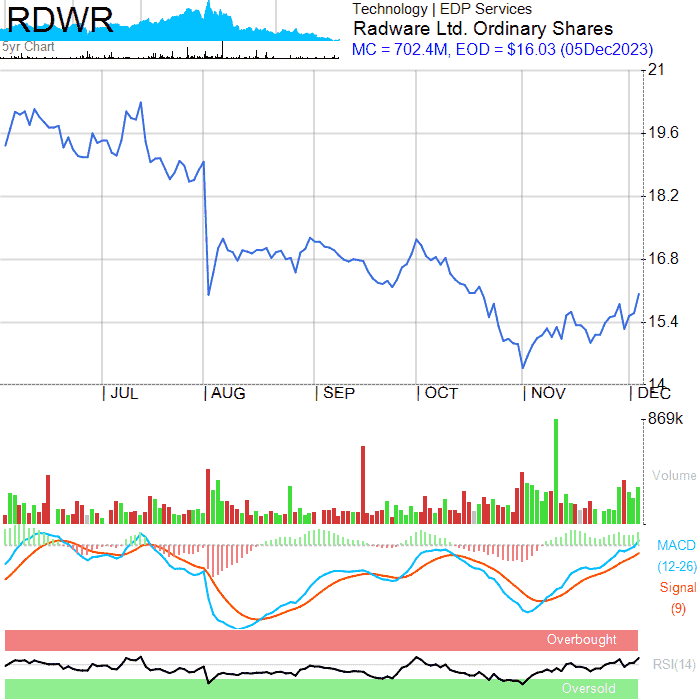 RDWR
5yr Chart
Technology | EDP Services
Radware Ltd. Ordinary Shares
MC = 702.4M, EOD = $16.03 (05Dec2023)
21
19.6
18.2
16.8
15.4
14
| JUL | AUG | SEP | OCT | NOV | DEC
869k
Volume
MACD
(12-26)
Signal
(9)
Overbought
RSI(14)
Oversold